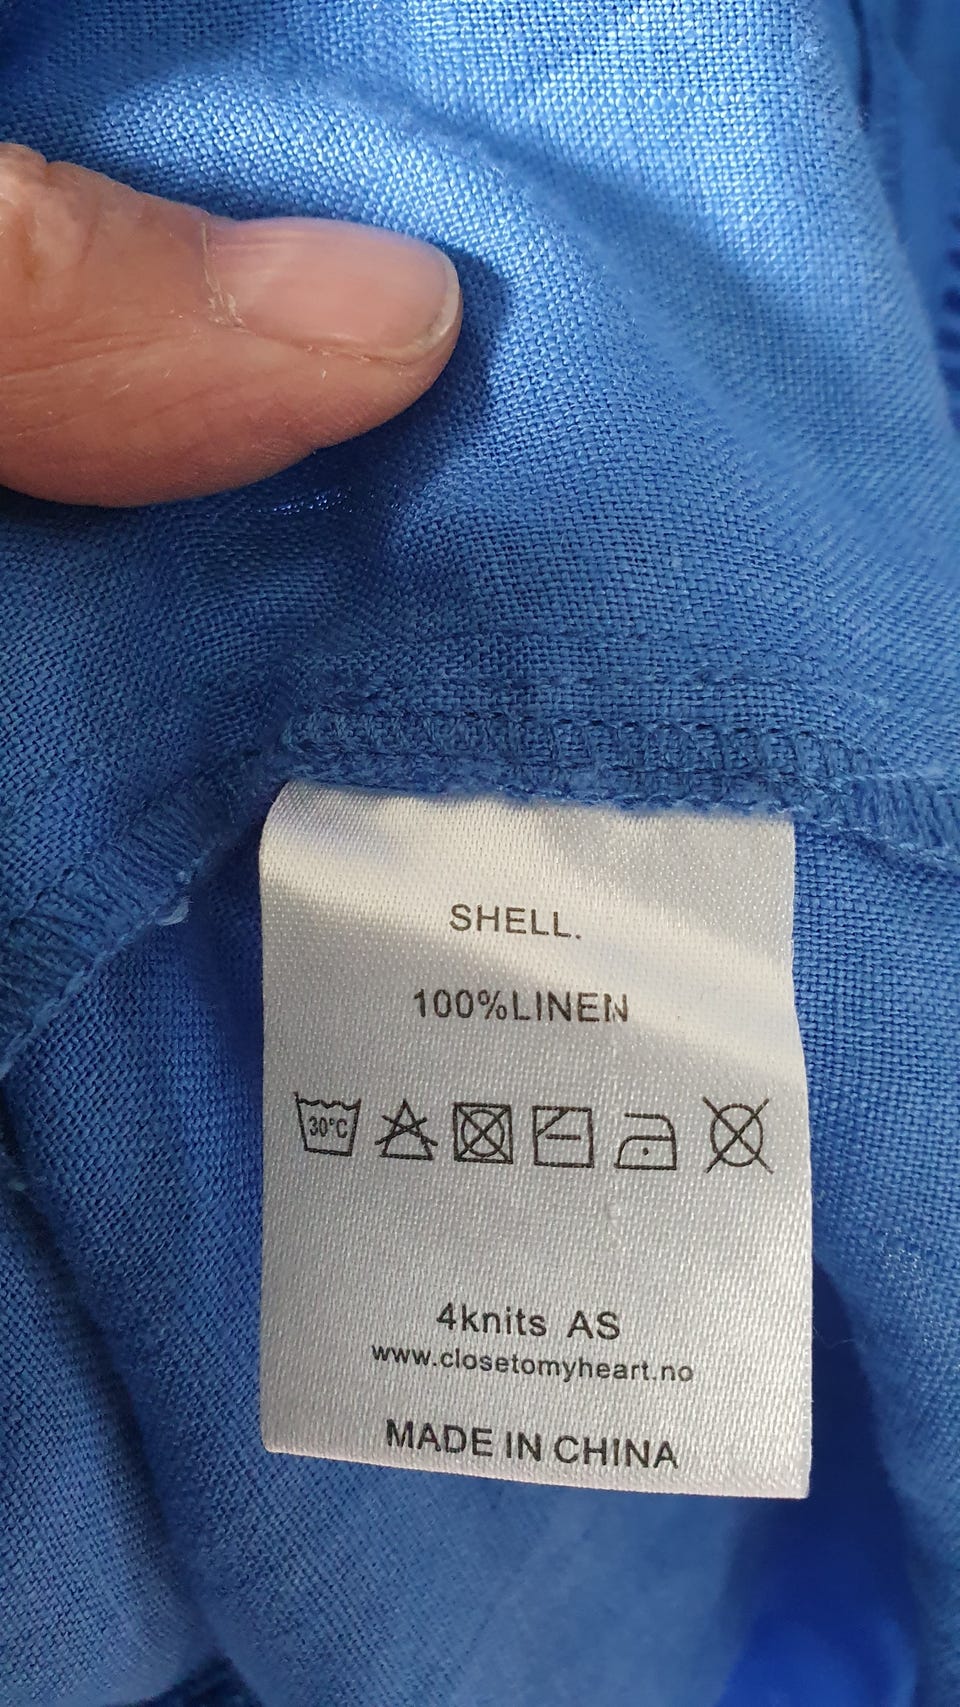 SHELL.
100%LINEN
30°C
4knits AS
www.closetomyheart.no
MADE IN CHINA